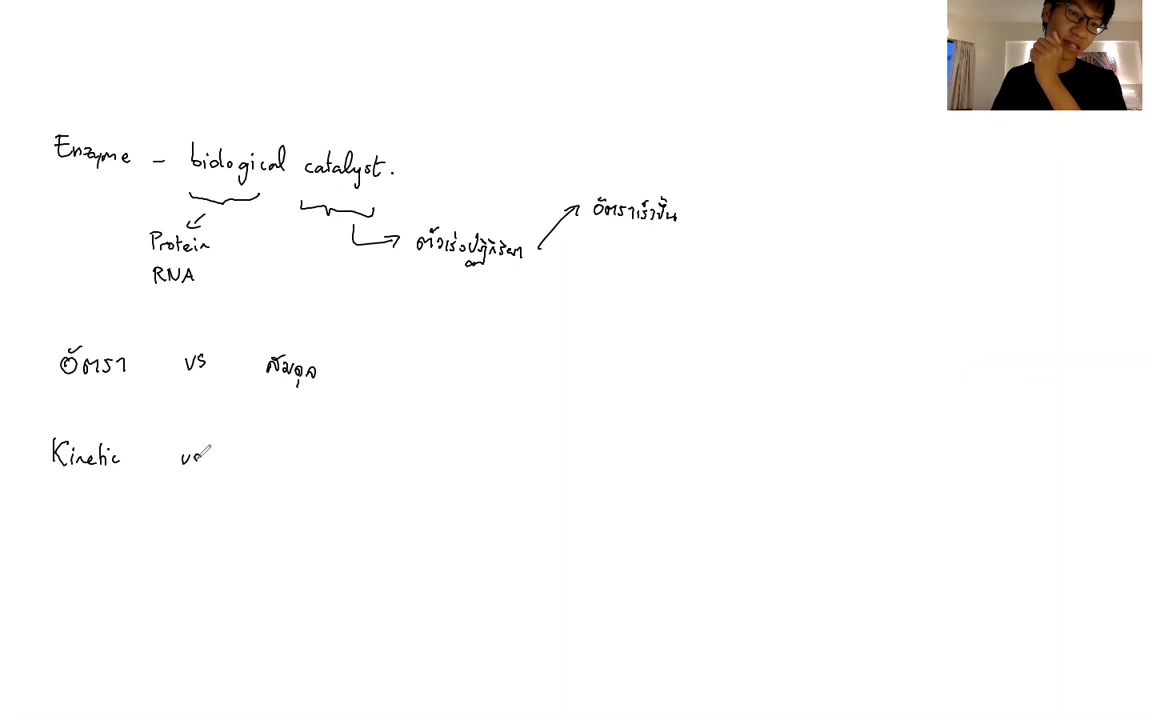 Enzyme - biological catalyst.
อัตราเร็วขึ้น
Protein
ตัวเร่งปฏิกิริยา
RNA
อัตรา vs สมดุล
Kinetic vs